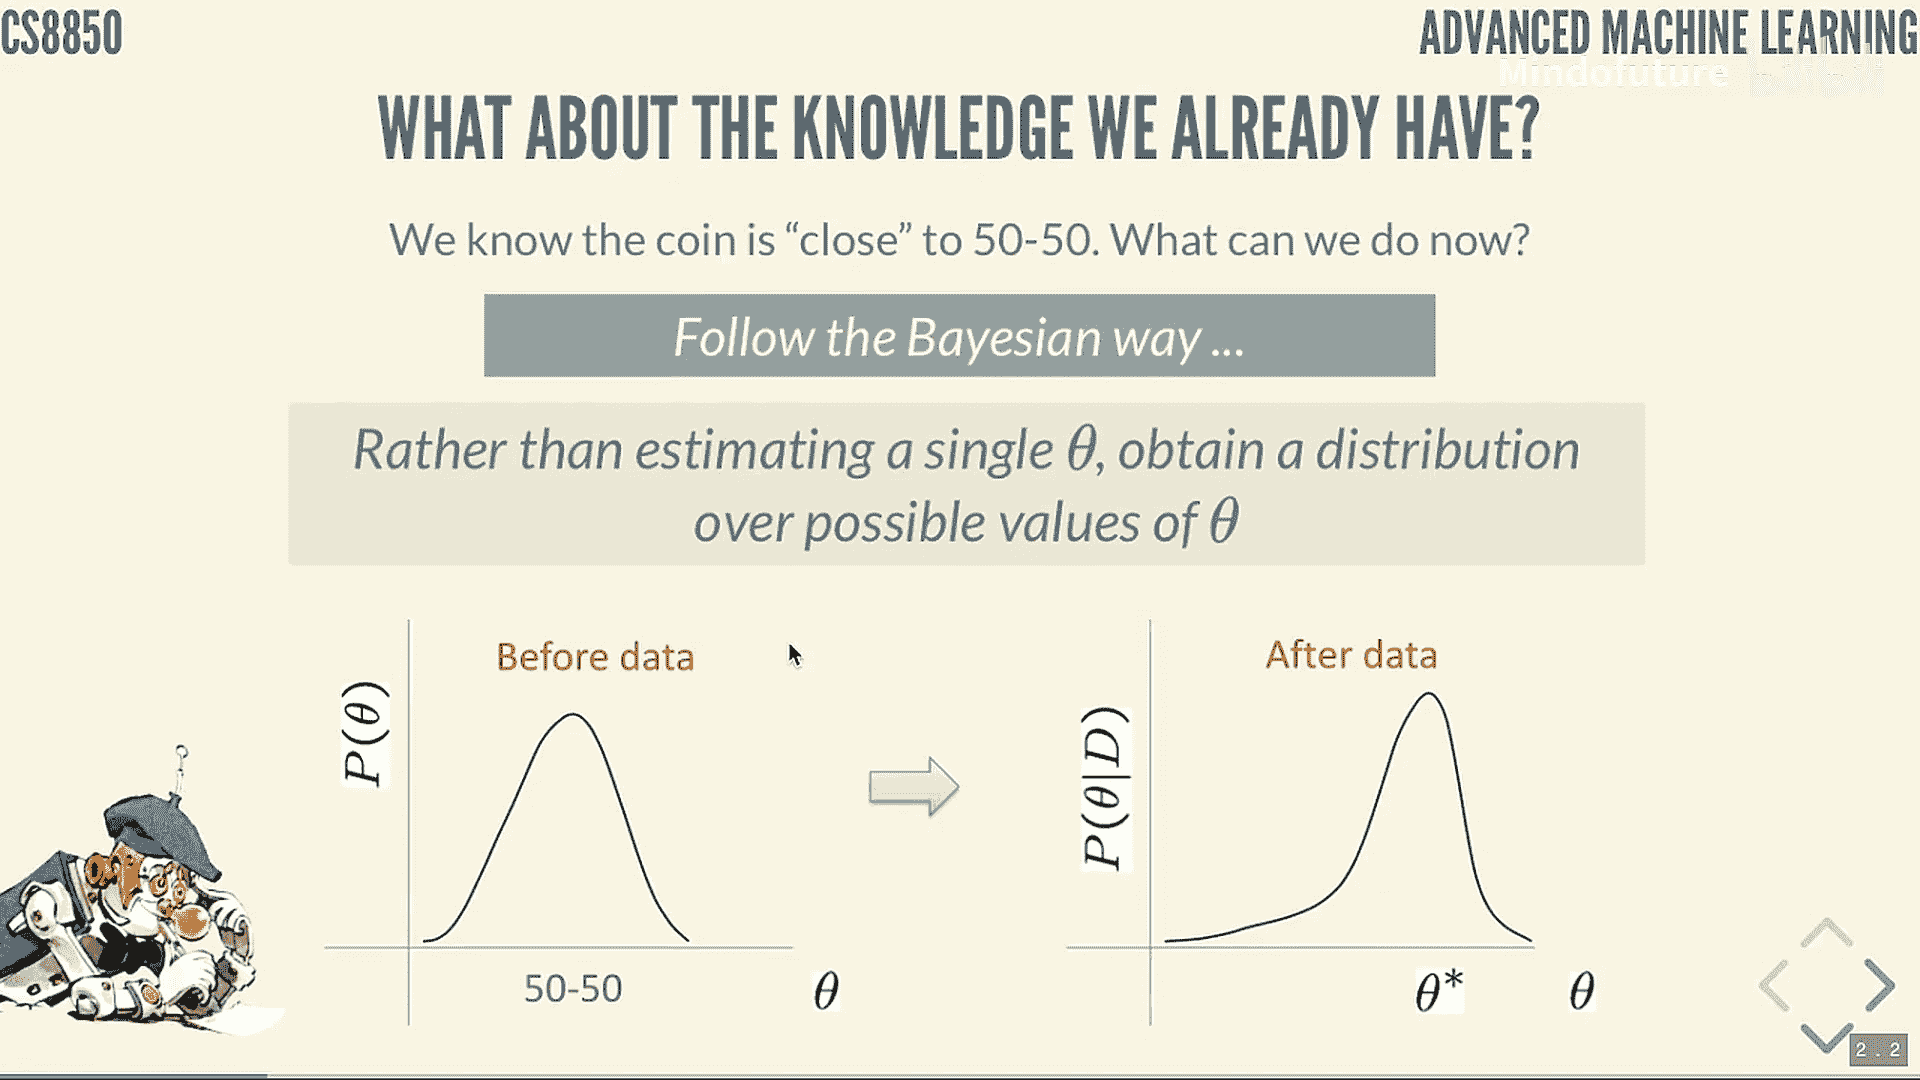 CS8850
ADVANCED MACHINE LEARNING
Mindofuture
WHAT ABOUT THE KNOWLEDGE WE ALREADY HAVE?
We know the coin is “close” to 50-50. What can we do now?
Follow the Bayesian way ...
Rather than estimating a single θ, obtain a distribution
over possible values of θ
Before data
P(θ)
50-50
θ
After data
P(θ|D)
θ*
θ
2.2